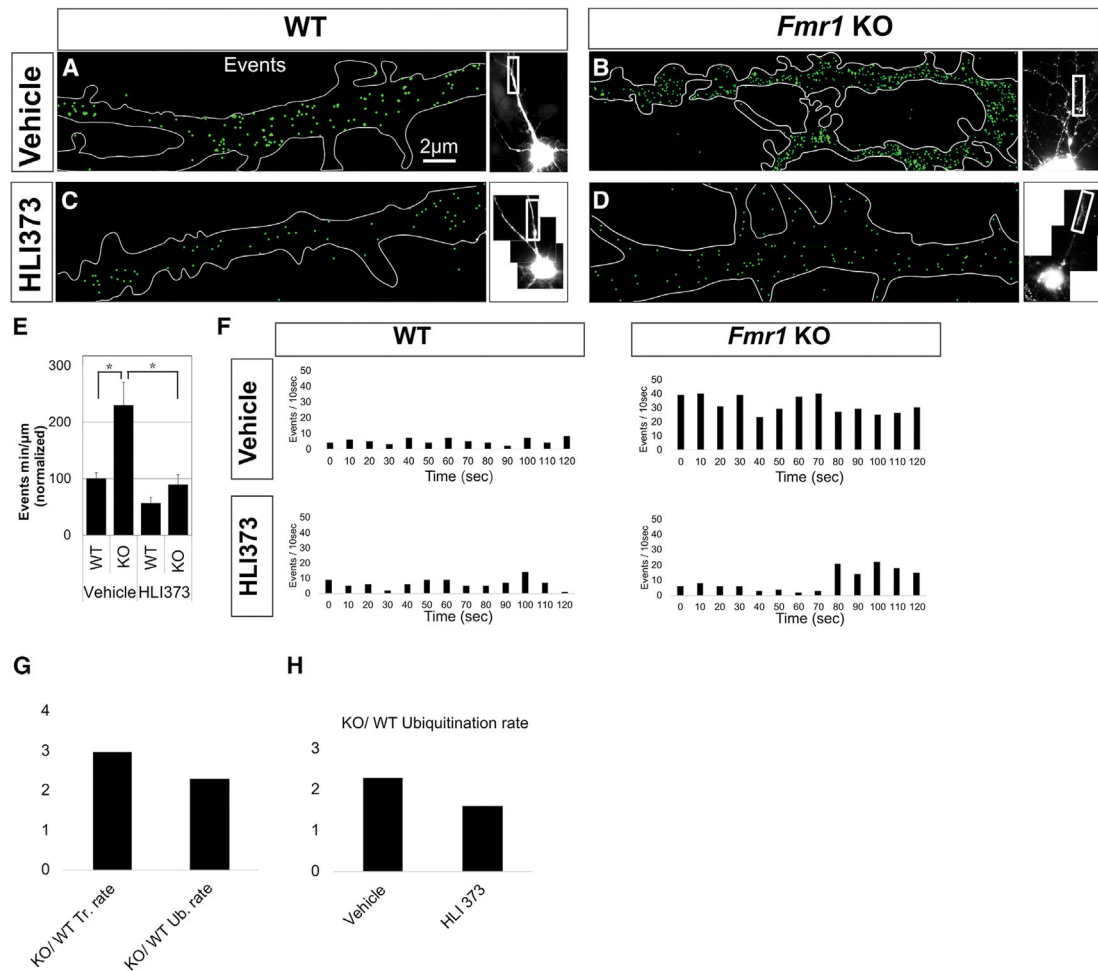 WT
Fmr1 KO
Vehicle
A
Events
2µm
B
HLI373
C
D
E
Events min/µm
(normalized)
300
200
100
0
WT
KO
WT
KO
Vehicle
HLI373
F
WT
Fmr1 KO
Vehicle
Events / 10sec
50
40
30
20
10
0
0 10 20 30 40 50 60 70 80 90 100 110 120
Time (sec)
Events / 10sec
50
40
30
20
10
0
0 10 20 30 40 50 60 70 80 90 100 110 120
Time (sec)
HLI373
Events / 10sec
50
40
30
20
10
0
0 10 20 30 40 50 60 70 80 90 100 110 120
Time (sec)
Events / 10sec
50
40
30
20
10
0
0 10 20 30 40 50 60 70 80 90 100 110 120
Time (sec)
G
4
3
2
1
0
KO/ WT Tr. rate
KO/ WT Ub. rate
H
KO/ WT Ubiquitination rate
3
2
1
0
Vehicle
HLI 373